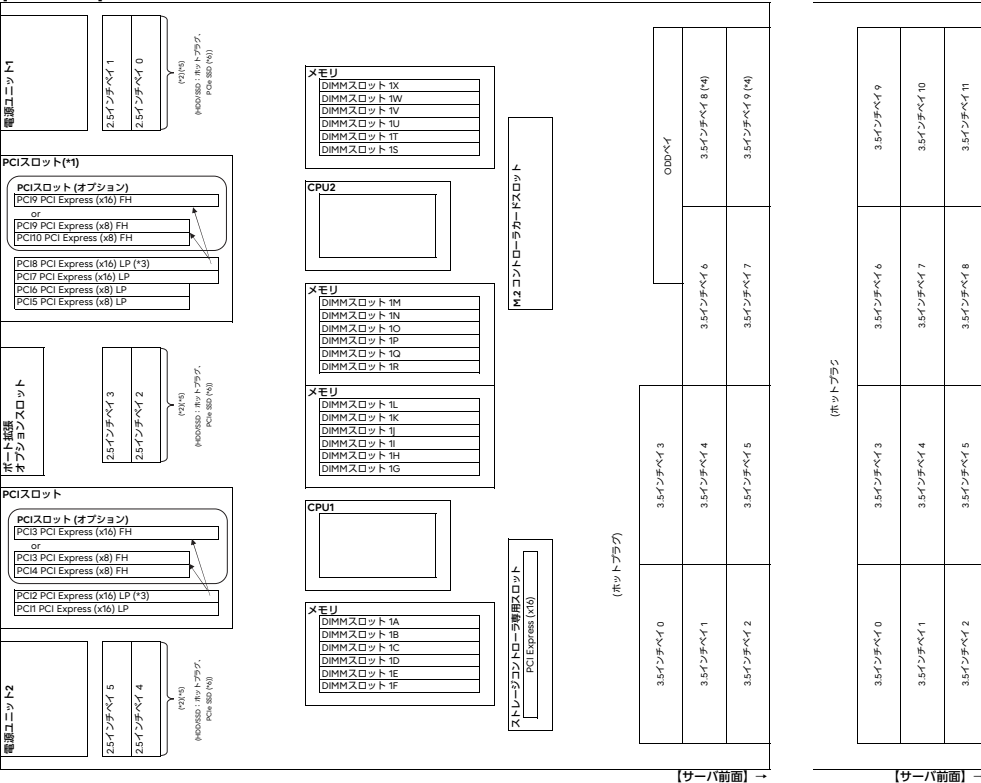 電源ユニット1
2.5インチベイ 1
2.5インチベイ 0
(*2)(*5)
(HDD/SSD：ホットプラグ、
PCIe SSD (*6))
PCIスロット(*1)
PCIスロット (オプション)
PCI9 PCI Express (x16) FH
or
PCI9 PCI Express (x8) FH
PCI10 PCI Express (x8) FH
PCI8 PCI Express (x16) LP (*3)
PCI7 PCI Express (x16) LP
PCI6 PCI Express (x8) LP
PCI5 PCI Express (x8) LP
ポート拡張
オプションスロット
2.5インチベイ 3
2.5インチベイ 2
(*2)(*5)
(HDD/SSD：ホットプラグ、
PCIe SSD (*6))
PCIスロット
PCIスロット (オプション)
PCI3 PCI Express (x16) FH
or
PCI3 PCI Express (x8) FH
PCI4 PCI Express (x8) FH
PCI2 PCI Express (x16) LP (*3)
PCI1 PCI Express (x16) LP
電源ユニット2
2.5インチベイ 5
2.5インチベイ 4
(*2)(*5)
(HDD/SSD：ホットプラグ、
PCIe SSD (*6))
メモリ
DIMMスロット 1X
DIMMスロット 1W
DIMMスロット 1V
DIMMスロット 1U
DIMMスロット 1T
DIMMスロット 1S
CPU2
メモリ
DIMMスロット 1M
DIMMスロット 1N
DIMMスロット 1O
DIMMスロット 1P
DIMMスロット 1Q
DIMMスロット 1R
メモリ
DIMMスロット 1L
DIMMスロット 1K
DIMMスロット 1J
DIMMスロット 1I
DIMMスロット 1H
DIMMスロット 1G
CPU1
メモリ
DIMMスロット 1A
DIMMスロット 1B
DIMMスロット 1C
DIMMスロット 1D
DIMMスロット 1E
DIMMスロット 1F
M.2 コントローラカードスロット
ストレージコントローラ専用スロット
PCI Express (x16)
(ホットプラグ)
ODDベイ
3.5インチベイ 8 (*4)
3.5インチベイ 9 (*4)
3.5インチベイ 6
3.5インチベイ 7
3.5インチベイ 3
3.5インチベイ 4
3.5インチベイ 5
3.5インチベイ 0
3.5インチベイ 1
3.5インチベイ 2
【サーバ前面】→
(ホットプラグ
3.5インチベイ 9
3.5インチベイ 10
3.5インチベイ 11
3.5インチベイ 6
3.5インチベイ 7
3.5インチベイ 8
3.5インチベイ 3
3.5インチベイ 4
3.5インチベイ 5
3.5インチベイ 0
3.5インチベイ 1
3.5インチベイ 2
【サーバ前面】